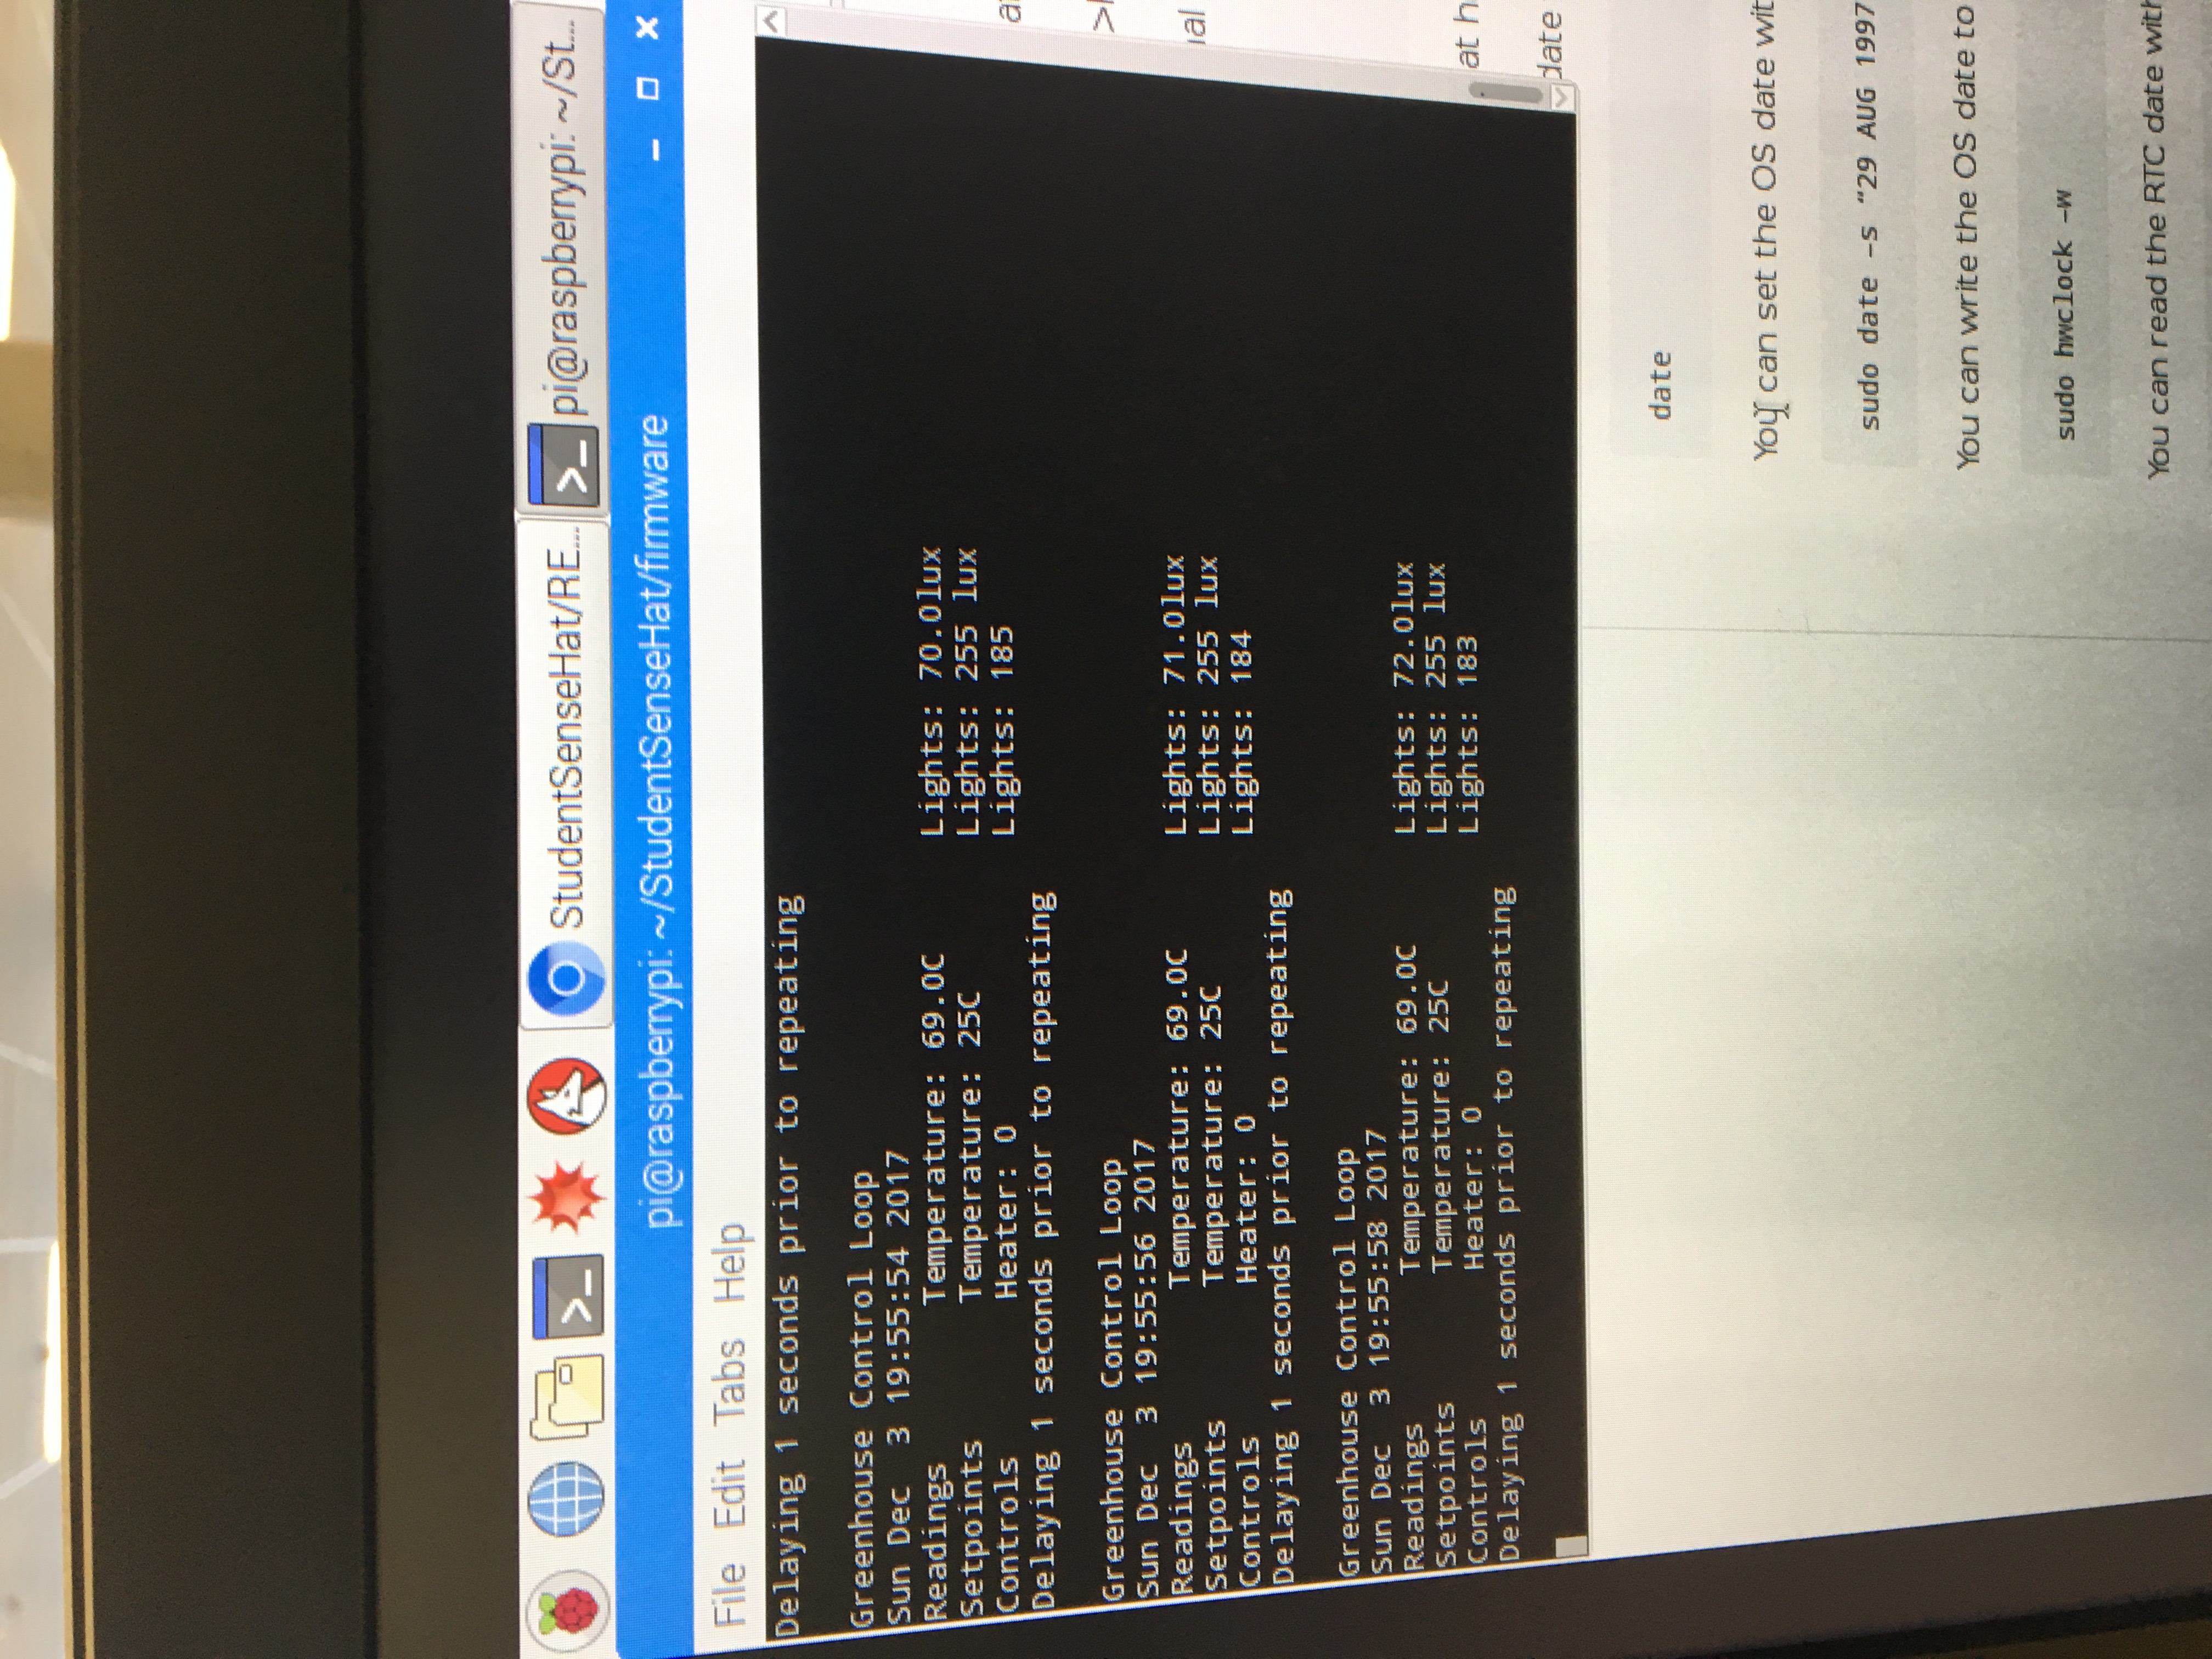 StudentSenseHat/RE...
pi@raspberrypi: ~/St...
pi@raspberrypi: ~/StudentSenseHat/firmware
File Edit Tabs Help
Delaying 1 seconds prior to repeating
Greenhouse Control Loop
Sun Dec  3 19:55:54 2017
Readings Temperature: 69.0C Lights: 70.0lux
Setpoints Temperature: 25C Lights: 255 lux
Controls Heater: 0 Lights: 185
Delaying 1 seconds prior to repeating
Greenhouse Control Loop
Sun Dec  3 19:55:56 2017
Readings Temperature: 69.0C Lights: 71.0lux
Setpoints Temperature: 25C Lights: 255 lux
Controls Heater: 0 Lights: 184
Delaying 1 seconds prior to repeating
Greenhouse Control Loop
Sun Dec  3 19:55:58 2017
Readings Temperature: 69.0C Lights: 72.0lux
Setpoints Temperature: 25C Lights: 255 lux
Controls Heater: 0 Lights: 183
Delaying 1 seconds prior to repeating
at
date
date
You can set the OS date wit
sudo date -s “29 AUG 1997
You can write the OS date to
sudo hwclock -w
You can read the RTC date with